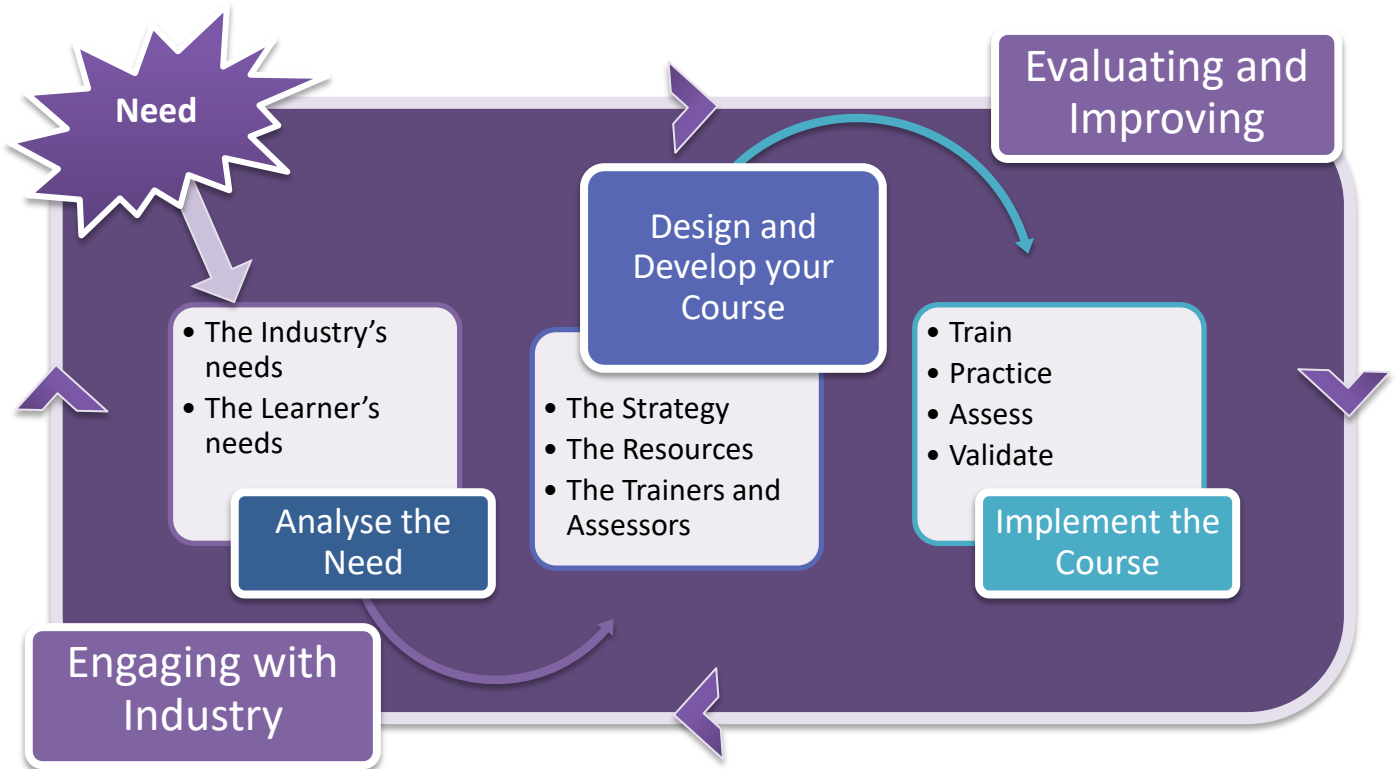 Need
Evaluating and
Improving
• The Industry’s
needs
• The Learner’s
needs
Analyse the
Need
Design and
Develop your
Course
• The Strategy
• The Resources
• The Trainers and
Assessors
• Train
• Practice
• Assess
• Validate
Implement the
Course
Engaging with
Industry